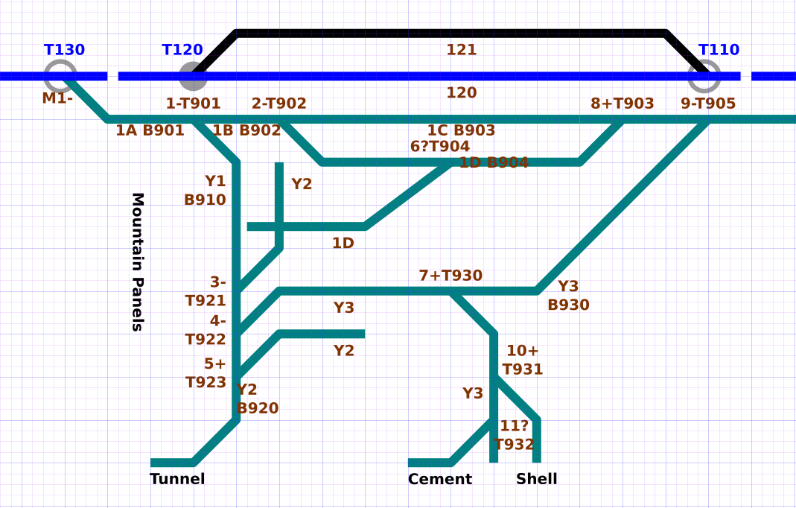 T130
T120
T110
121
120
M1-
1-T901
2-T902
8+T903
9-T905
1A B901
1B B902
1C B903
6?T904
1D B904
Y1
B910
Y2
Mountain Panels
1D
3-
T921
7+T930
Y3
B930
Y3
4-
T922
Y2
5+
T923
10+
T931
Y2
B920
Y3
11?
T932
Tunnel
Cement
Shell